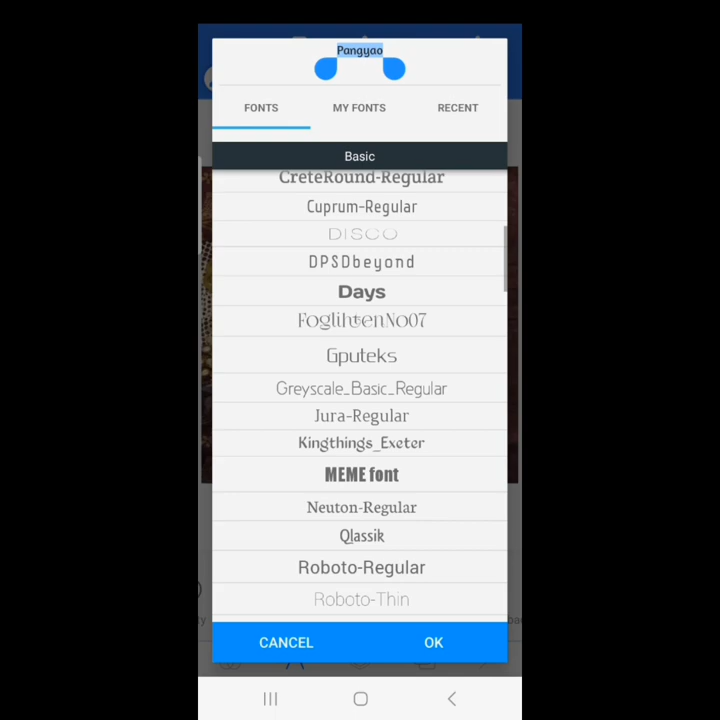 Pangyao
FONTS
MY FONTS
RECENT
Basic
CreteRound-Regular
Cuprum-Regular
DISCO
DPSDbeyond
Days
FoglihtenNo07
Gputeks
Greyscale_Basic_Regular
Jura-Regular
Kingthings_Exeter
MEME font
Neuton-Regular
Qlassik
Roboto-Regular
Roboto-Thin
CANCEL
OK